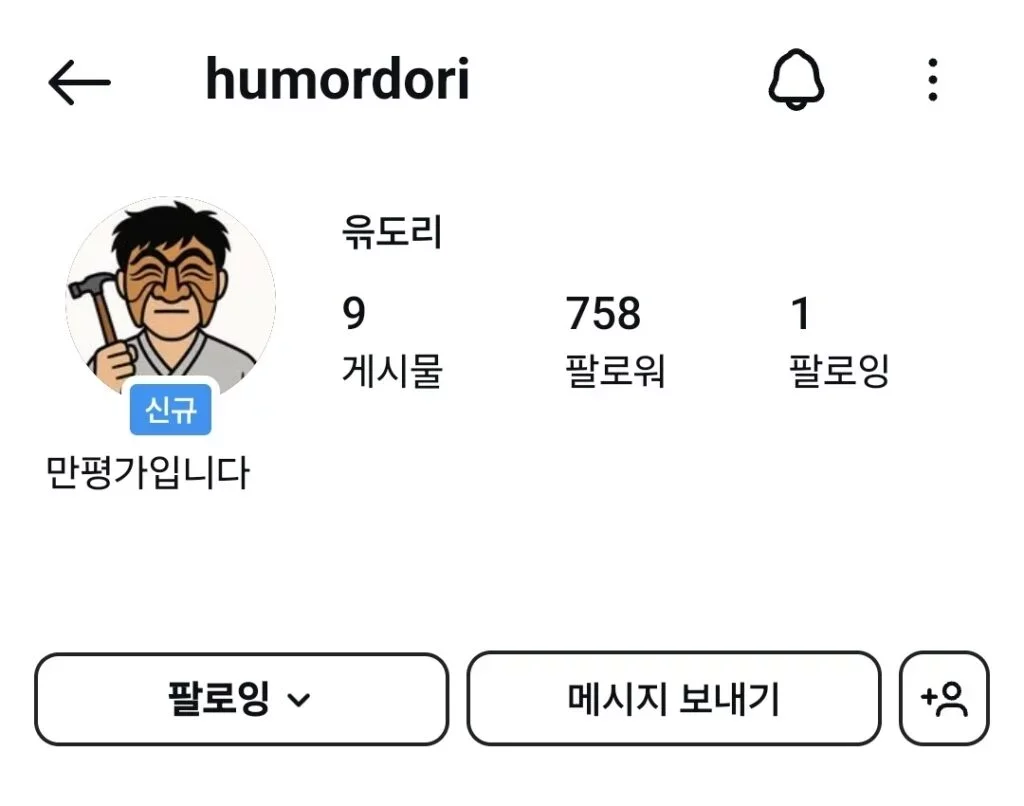 humordori
윾도리
9 758 1
게시물 팔로워 팔로잉
신규
만평가입니다
팔로잉 메시지 보내기